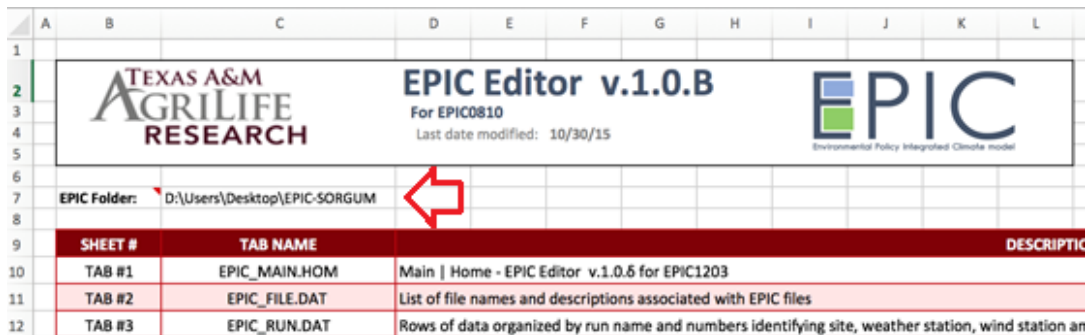 A B C D E F G H I J K L
1
2 TEXAS A&M EPIC Editor v.1.0.B EPIC
AGRILIFE
3 For EPIC0810
4 RESEARCH Last date modified: 10/30/15
5 Environmental Policy Integrated Climate model
6
7 EPIC Folder: D:\Users\Desktop\EPIC-SORGUM
8
9 SHEET # TAB NAME DESCRIPTIO
10 TAB #1 EPIC_MAIN.HOM Main | Home - EPIC Editor v.1.0.δ for EPIC1203
11 TAB #2 EPIC_FILE.DAT List of file names and descriptions associated with EPIC files
12 TAB #3 EPIC_RUN.DAT Rows of data organized by run name and numbers identifying site, weather station, wind station an